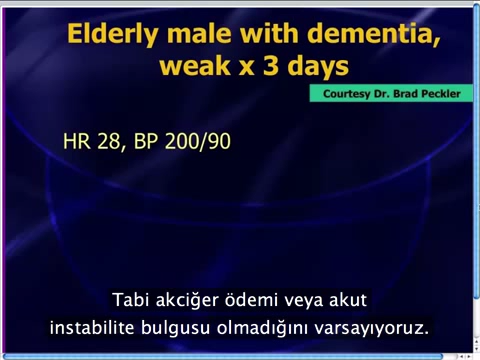 Elderly male with dementia,
weak x 3 days
Courtesy Dr. Brad Peckler
HR 28, BP 200/90
Tabi akciğer ödemi veya akut
instabilite bulgusu olmadığını varsayıyoruz.